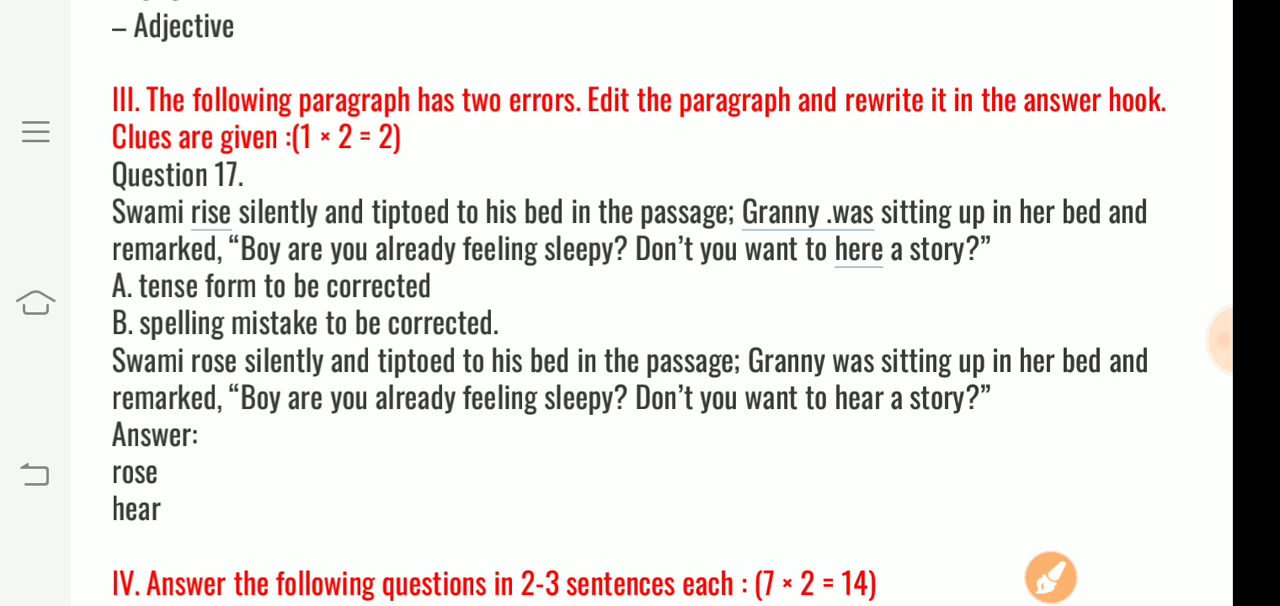 – Adjective
III. The following paragraph has two errors. Edit the paragraph and rewrite it in the answer hook.
Clues are given :(1 × 2 = 2)
Question 17.
Swami rise silently and tiptoed to his bed in the passage; Granny .was sitting up in her bed and
remarked, “Boy are you already feeling sleepy? Don’t you want to here a story?”
A. tense form to be corrected
B. spelling mistake to be corrected.
Swami rose silently and tiptoed to his bed in the passage; Granny was sitting up in her bed and
remarked, “Boy are you already feeling sleepy? Don’t you want to hear a story?”
Answer:
rose
hear
IV. Answer the following questions in 2-3 sentences each : (7 × 2 = 14)